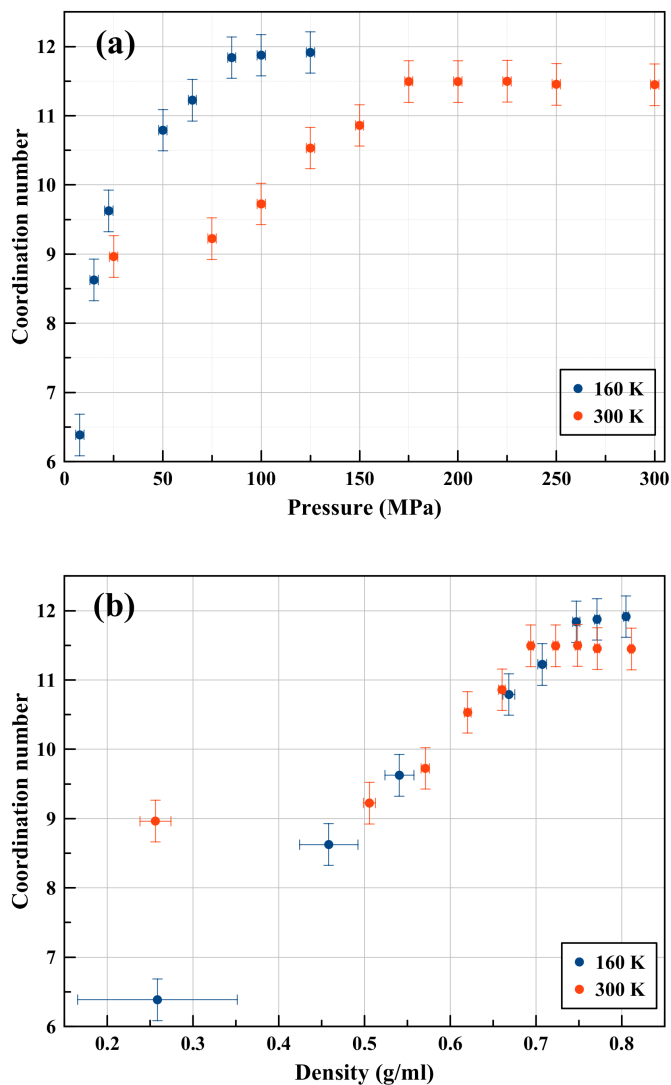 (a)
12
11
10
9
8
7
6
Coordination number
160 K
300 K
0 50 100 150 200 250 300
Pressure (MPa)
(b)
12
11
10
9
8
7
6
Coordination number
160 K
300 K
0.2 0.3 0.4 0.5 0.6 0.7 0.8
Density (g/ml)